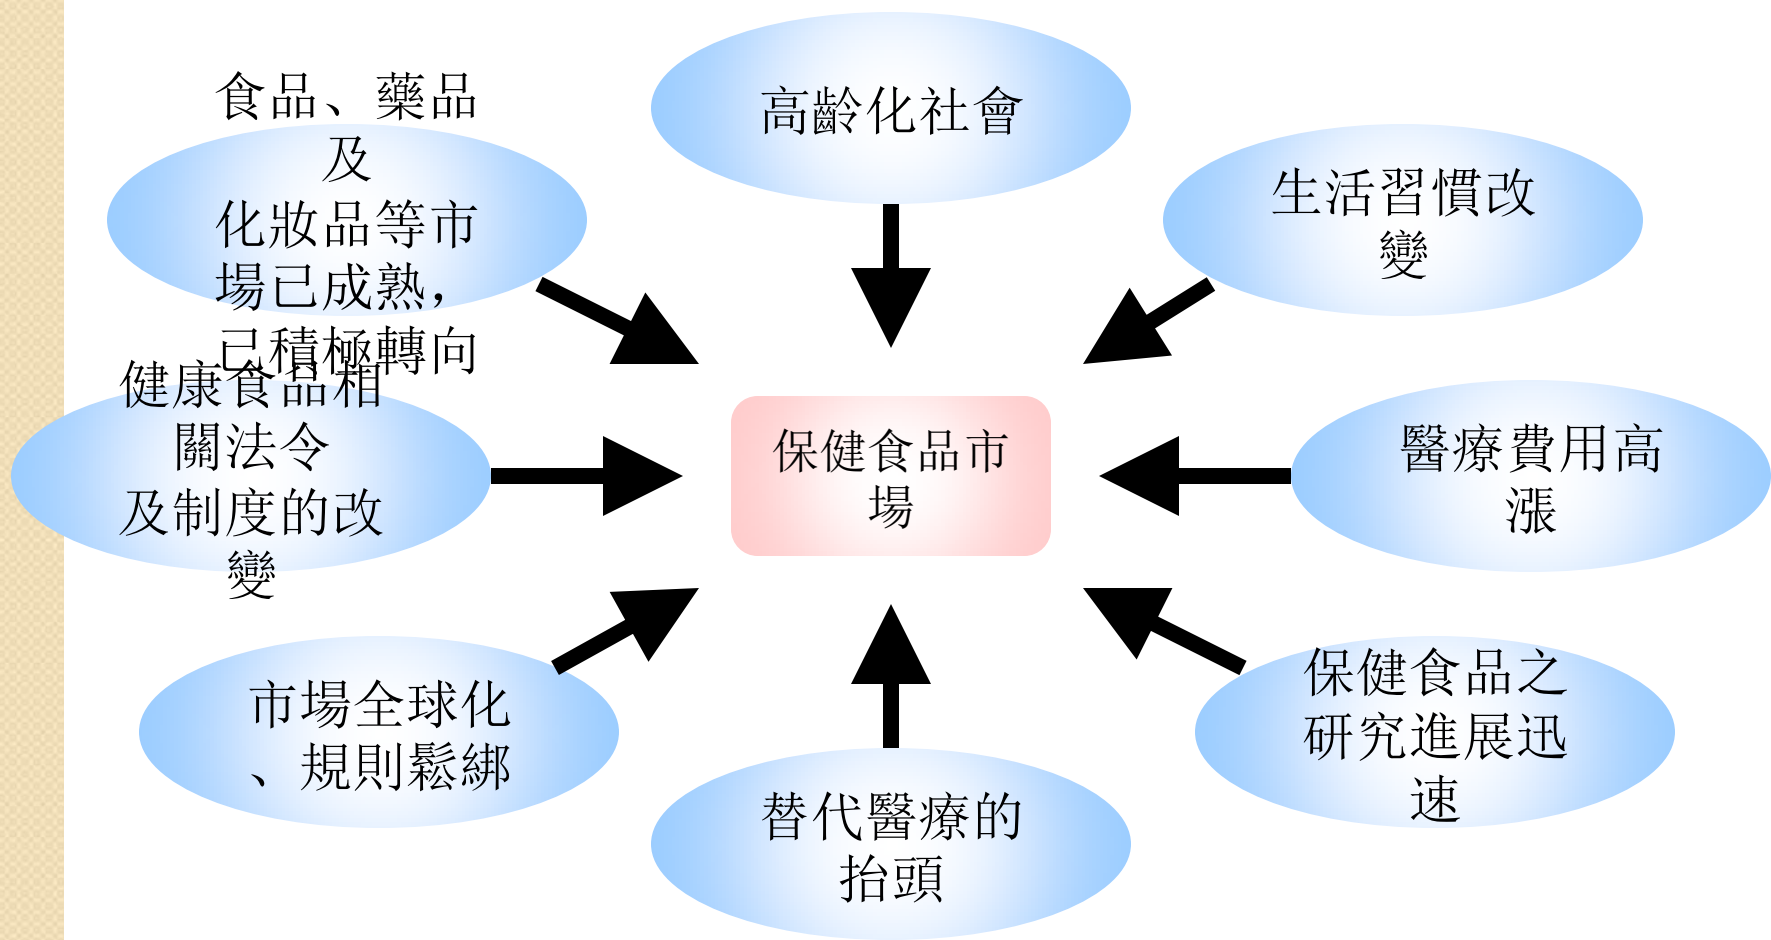 高齡化社會
食品、藥品
及
化妝品等市
場已成熟，
已積極轉向
生活習慣改
變
健康食品相
關法令
及制度的改
變
保健食品市
場
醫療費用高
漲
市場全球化
、規則鬆綁
保健食品之
研究進展迅
速
替代醫療的
抬頭